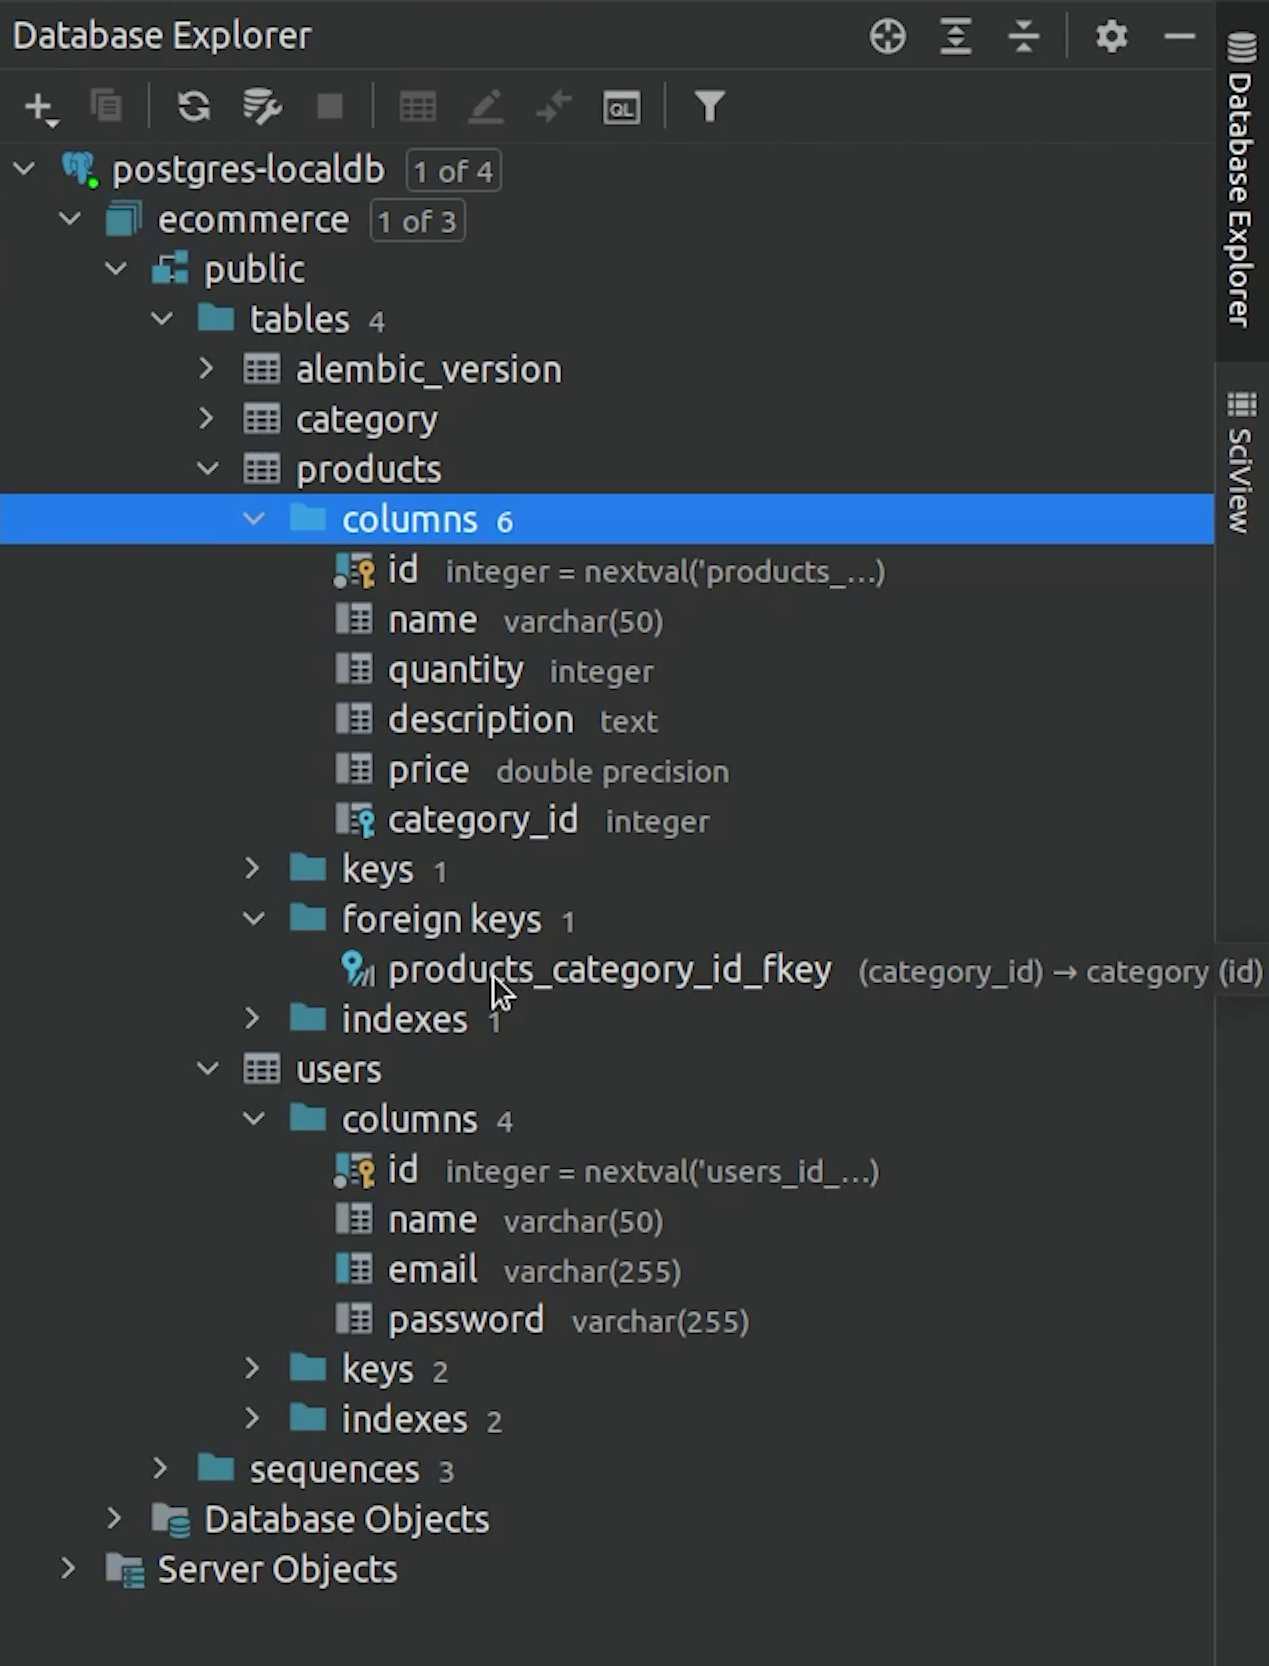 Database Explorer
QL
postgres-localdb 1 of 4
ecommerce 1 of 3
public
tables 4
alembic_version
category
products
columns 6
id integer = nextval('products_...)
name varchar(50)
quantity integer
description text
price double precision
category_id integer
keys 1
foreign keys 1
products_category_id_fkey (category_id) → category (id)
indexes 1
users
columns 4
id integer = nextval('users_id_...)
name varchar(50)
email varchar(255)
password varchar(255)
keys 2
indexes 2
sequences 3
Database Objects
Server Objects
Database Explorer
SciView